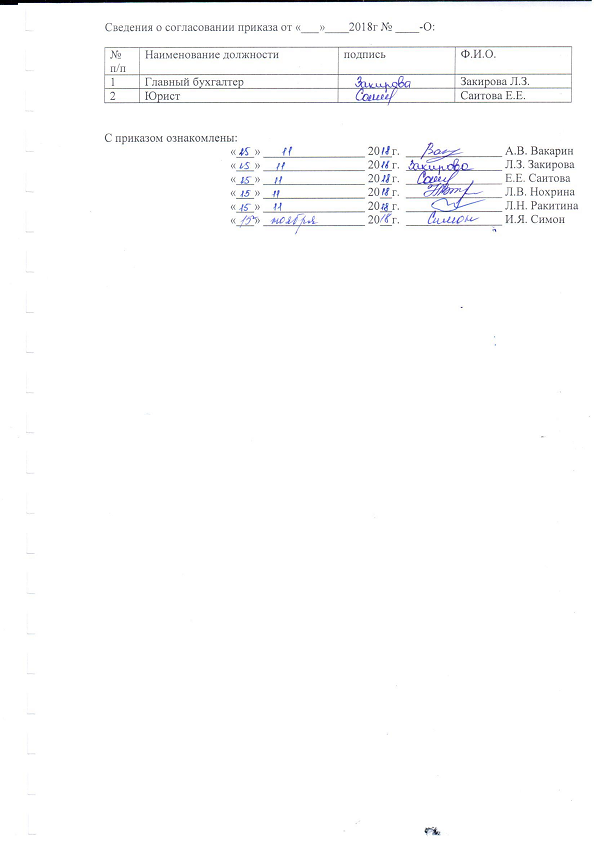 Сведения о согласовании приказа от «___»____2018г № ____-О:
№ п/п Наименование должности подпись Ф.И.О.
1 Главный бухгалтер Закирова Закирова Л.З.
2 Юрист Саитова Е.Е.
С приказом ознакомлены:
« 15 » 11 2018 г. А.В. Вакарин
« 15 » 11 2018 г. Закирова Л.З. Закирова
« 15 » 11 2018 г. Е.Е. Саитова
« 15 » 11 2018 г. Л.В. Нохрина
« 15 » 11 2018 г. Л.Н. Ракитина
« 15 » ноября 2018 г. Симон И.Я. Симон